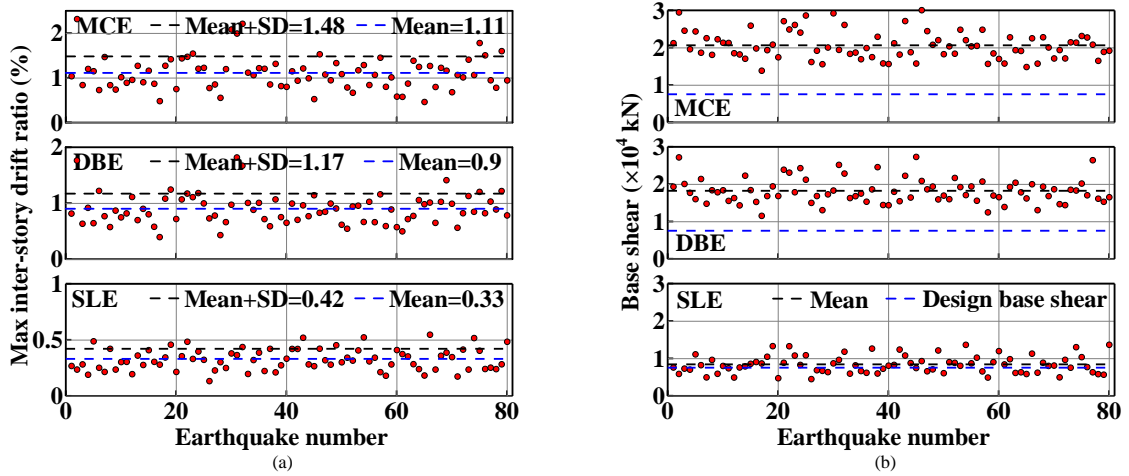 MCE Mean+SD=1.48 Mean=1.11
2
1
0
DBE Mean+SD=1.17 Mean=0.9
2
1
0
SLE Mean+SD=0.42 Mean=0.33
1
0.5
0
0 20 40 60 80
Max inter-story drift ratio (%)
Earthquake number
(a)
3
2
1
0
MCE
3
2
1
0
DBE
SLE Mean Design base shear
3
2
1
0
0 20 40 60 80
Base shear (×10⁴ kN)
Earthquake number
(b)